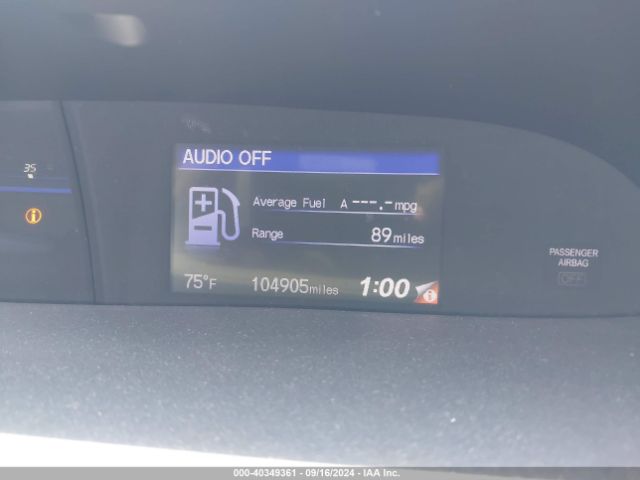 AUDIO OFF
35
Average Fuel A ---.- mpg
Range 89 miles
PASSENGER
AIRBAG
OFF
75°F 104905 miles 1:00
000-40349361 - 09/16/2024 - IAA Inc.